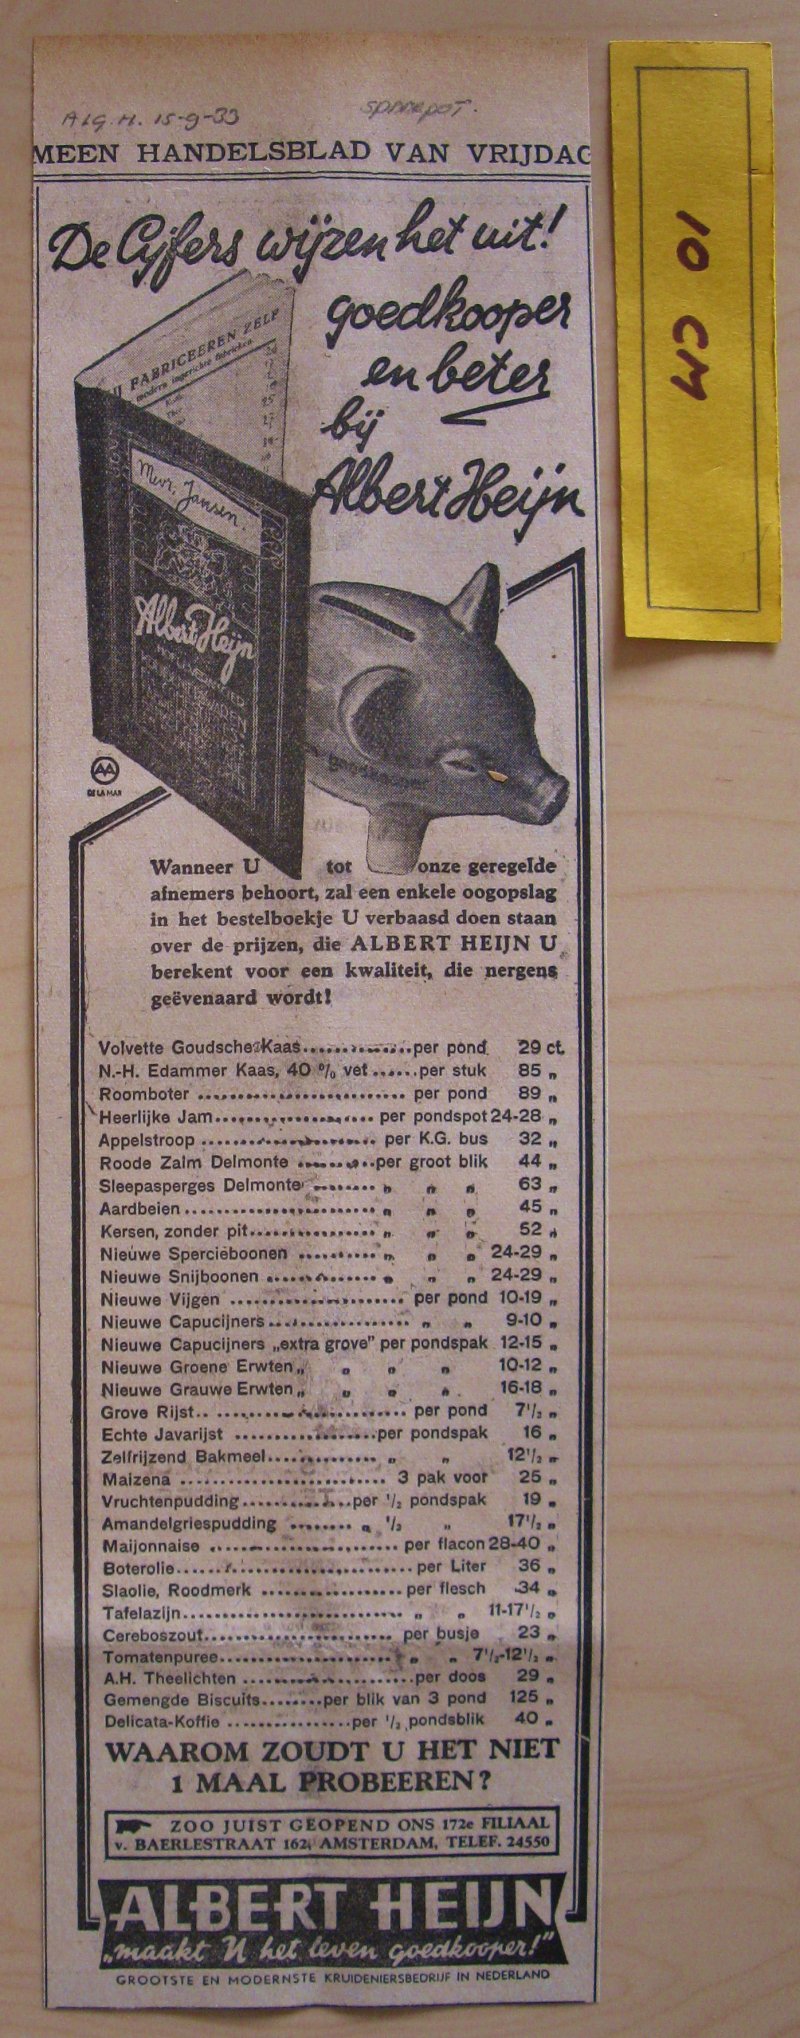 Alg. H. 15-9-33
SPAARPOT.
MEEN HANDELSBLAD VAN VRIJDAG
10 CM
De Cijfers wijzen het uit!
goedkooper
en beter
bij
Albert Heijn
FABRICEEREN ZELF
modern ingerichte fabrieken
Mevr. Jansen.
Albert Heijn
goedkooper
DE LA MAR
Wanneer U tot onze geregelde
afnemers behoort, zal een enkele oogopslag
in het bestelboekje U verbaasd doen staan
over de prijzen, die ALBERT HEIJN U
berekent voor een kwaliteit, die nergens
geëvenaard wordt!
Volvette Goudsche Kaas..............per pond 29 ct.
N.-H. Edammer Kaas, 40 % vet ......per stuk 85 „
Roomboter .......................... per pond 89 „
Heerlijke Jam.................... per pondspot 24-28 „
Appelstroop ...................... per K.G. bus 32 „
Roode Zalm Delmonte ..........per groot blik 44 „
Sleepasperges Delmonte ........ „ „ „ 63 „
Aardbeien ........................ „ „ „ 45 „
Kersen, zonder pit................ „ „ „ 52 „
Nieuwe Sperciëboonen .......... „ „ „ 24-29 „
Nieuwe Snijboonen .............. „ „ „ 24-29 „
Nieuwe Vijgen ...................... per pond 10-19 „
Nieuwe Capucijners.................. „ „ 9-10 „
Nieuwe Capucijners „extra grove” per pondspak 12-15 „
Nieuwe Groene Erwten „ „ „ „ 10-12 „
Nieuwe Grauwe Erwten „ „ „ „ 16-18 „
Grove Rijst.. ........................ per pond 7¹/₂ „
Echte Javarijst ..................per pondspak 16 „
Zelfrijzend Bakmeel.............. „ „ 12¹/₂ „
Maizena .......................... 3 pak voor 25 „
Vruchtenpudding..............per ¹/₂ pondspak 19 „
Amandelgriespudding ........ „ ¹/₂ „ 17¹/₂ „
Maijonnaise ........................ per flacon 28-40 „
Boterolie.............................. per Liter 36 „
Slaolie, Roodmerk .................. per flesch 34 „
Tafelazijn............................ „ „ 11-17¹/₂ „
Cereboszout........................ per busje 23 „
Tomatenpuree...................... „ „ 7¹/₂-12¹/₂ „
A.H. Theelichten ......................per doos 29 „
Gemengde Biscuits........per blik van 3 pond 125 „
Delicata-Koffie ................per ¹/₂ pondsblik 40 „
WAAROM ZOUDT U HET NIET
1 MAAL PROBEEREN?
ZOO JUIST GEOPEND ONS 172e FILIAAL
v. BAERLESTRAAT 162, AMSTERDAM, TELEF. 24550
ALBERT HEIJN
„maakt U het leven goedkooper!”
GROOTSTE EN MODERNSTE KRUIDENIERSBEDRIJF IN NEDERLAND